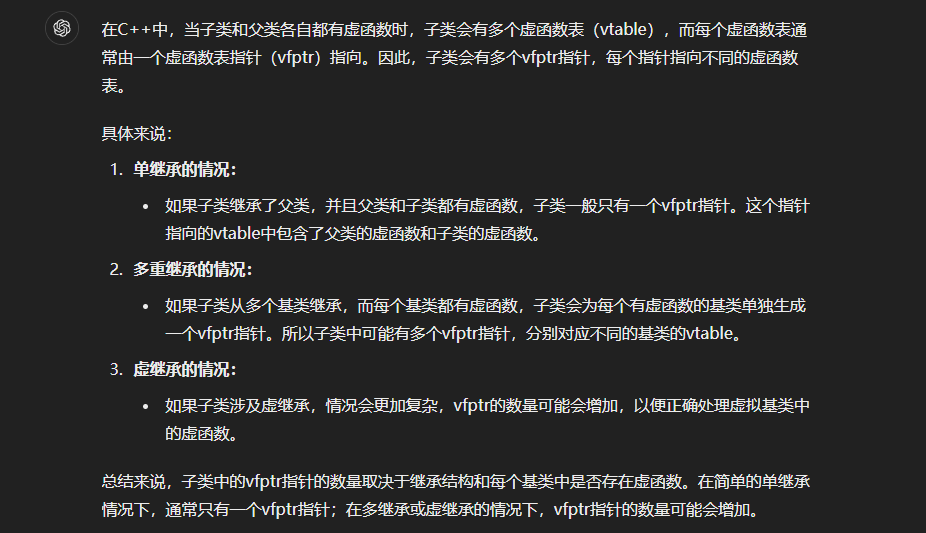 在C++中，当子类和父类各自都有虚函数时，子类会有多个虚函数表（vtable），而每个虚函数表通
常由一个虚函数表指针（vfptr）指向。因此，子类会有多个vfptr指针，每个指针指向不同的虚函数
表。
具体来说：
1. 单继承的情况：
• 如果子类继承了父类，并且父类和子类都有虚函数，子类一般只有一个vfptr指针。这个指针
指向的vtable中包含了父类的虚函数和子类的虚函数。
2. 多重继承的情况：
• 如果子类从多个基类继承，而每个基类都有虚函数，子类会为每个有虚函数的基类单独生成
一个vfptr指针。所以子类中可能有多个vfptr指针，分别对应不同的基类的vtable。
3. 虚继承的情况：
• 如果子类涉及虚继承，情况会更加复杂，vfptr的数量可能会增加，以便正确处理虚拟基类中
的虚函数。
总结来说，子类中的vfptr指针的数量取决于继承结构和每个基类中是否存在虚函数。在简单的单继承
情况下，通常只有一个vfptr指针；在多继承或虚继承的情况下，vfptr指针的数量可能会增加。